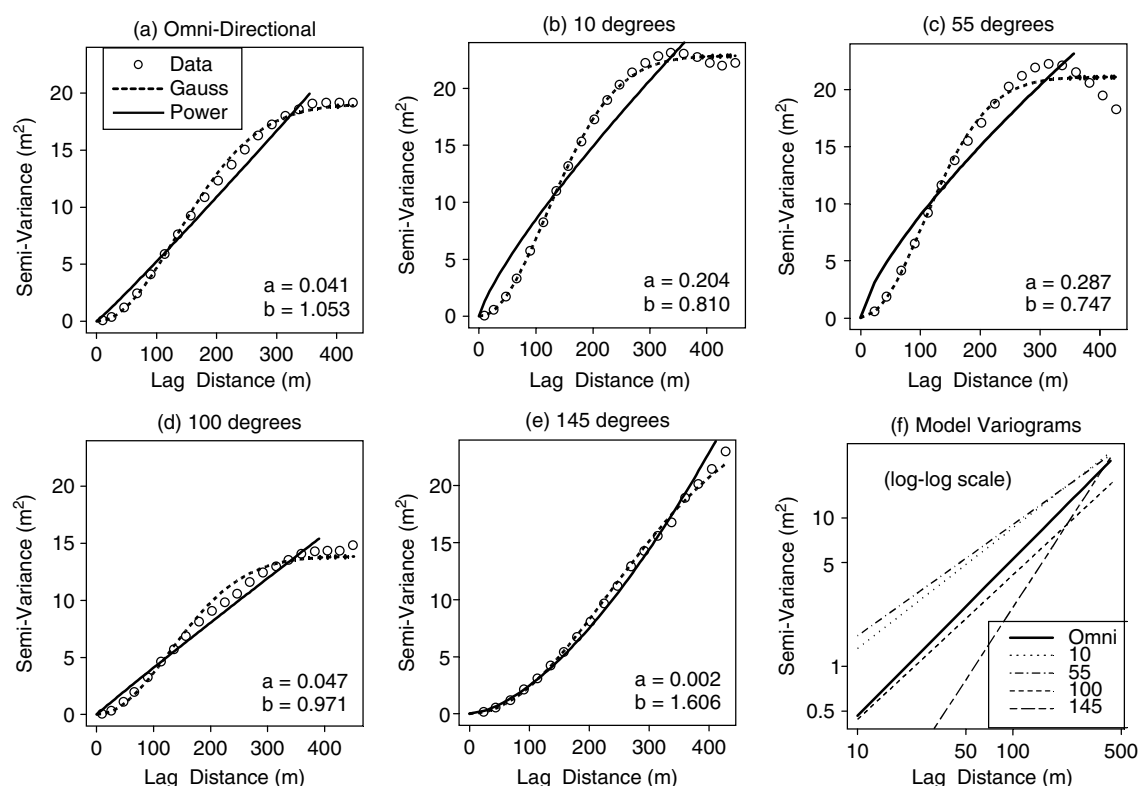 (a) Omni-Directional
Data
Gauss
Power
Semi-Variance (m²)
20
15
10
5
0
a = 0.041
b = 1.053
0 100 200 300 400
Lag Distance (m)
(b) 10 degrees
Semi-Variance (m²)
20
15
10
5
0
a = 0.204
b = 0.810
0 100 200 300 400
Lag Distance (m)
(c) 55 degrees
Semi-Variance (m²)
20
15
10
5
0
a = 0.287
b = 0.747
0 100 200 300 400
Lag Distance (m)
(d) 100 degrees
Semi-Variance (m²)
20
15
10
5
0
a = 0.047
b = 0.971
0 100 200 300 400
Lag Distance (m)
(e) 145 degrees
Semi-Variance (m²)
20
15
10
5
0
a = 0.002
b = 1.606
0 100 200 300 400
Lag Distance (m)
(f) Model Variograms
(log-log scale)
Semi-Variance (m²)
10
5
1
0.5
Omni
10
55
100
145
10 50 100 500
Lag Distance (m)